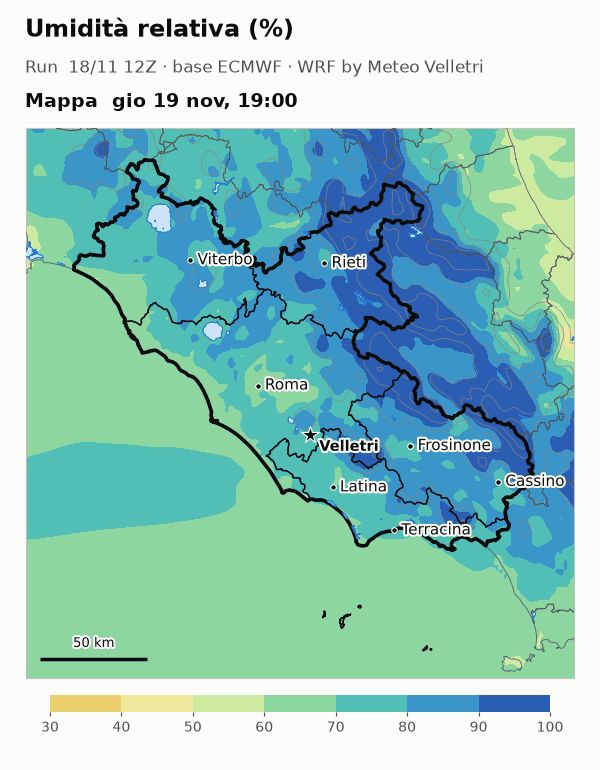 Umidità relativa (%)
Run  18/11 12Z · base ECMWF · WRF by Meteo Velletri
Mappa  gio 19 nov, 19:00
Viterbo
Rieti
Roma
Velletri
Frosinone
Cassino
Latina
Terracina
50 km
30 40 50 60 70 80 90 100